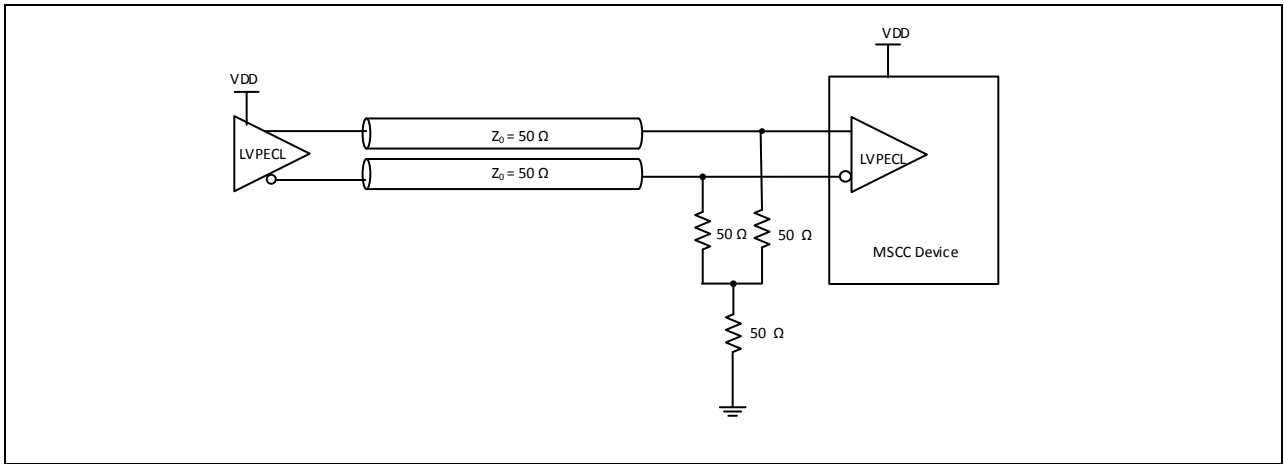 VDD
VDD
Z₀ = 50 Ω
LVPECL
LVPECL
Z₀ = 50 Ω
50 Ω
50 Ω
MSCC Device
50 Ω